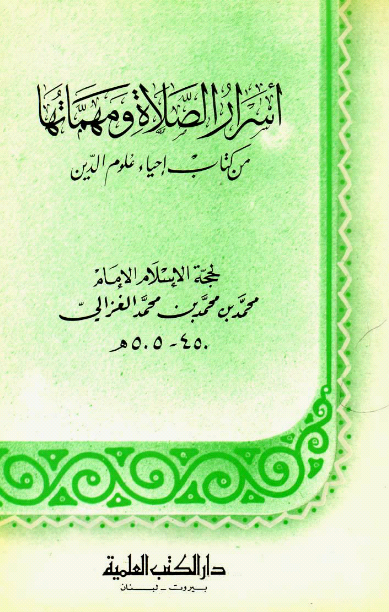 أسرار الصلاة ومهماتها
من كتاب إحياء علوم الدين
لحجة الإسلام الإمام
محمد بن محمد بن محمد الغزالي
٤٥٠ - ٥٠٥ هـ
دار الكتب العلمية
بيروت - لبنان